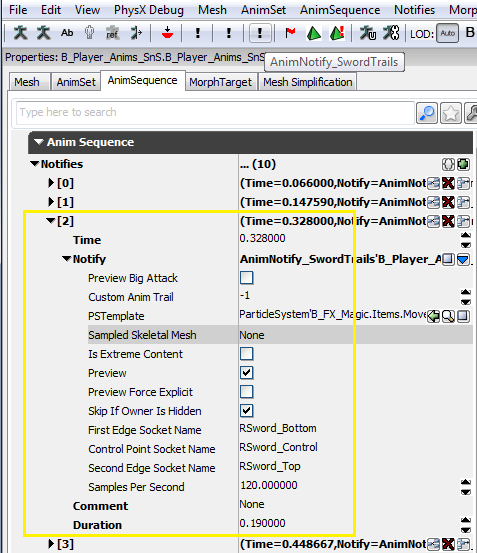 File View PhysX Debug Mesh AnimSet AnimSequence Notifies Mor
LOD: Auto B
Properties: B_Player_Anims_SnS.B_Player_Anims_SnS
AnimNotify_SwordTrails
Mesh AnimSet AnimSequence MorphTarget Mesh Simplification
Type here to search
Anim Sequence
Notifies ... (10)
[0] (Time=0.066000,Notify=AnimNot
[1] (Time=0.147590,Notify=AnimNot
[2] (Time=0.328000,Notify=AnimNot
Time 0.328000
Notify AnimNotify_SwordTrails'B_Player_A
Preview Big Attack
Custom Anim Trail -1
PSTemplate ParticleSystem'B_FX_Magic.Items.Move
Sampled Skeletal Mesh None
Is Extreme Content
Preview
Preview Force Explicit
Skip If Owner Is Hidden
First Edge Socket Name RSword_Bottom
Control Point Socket Name RSword_Control
Second Edge Socket Name RSword_Top
Samples Per Second 120.000000
Comment None
Duration 0.190000
[3] (Time=0.448667,Notify=AnimNot